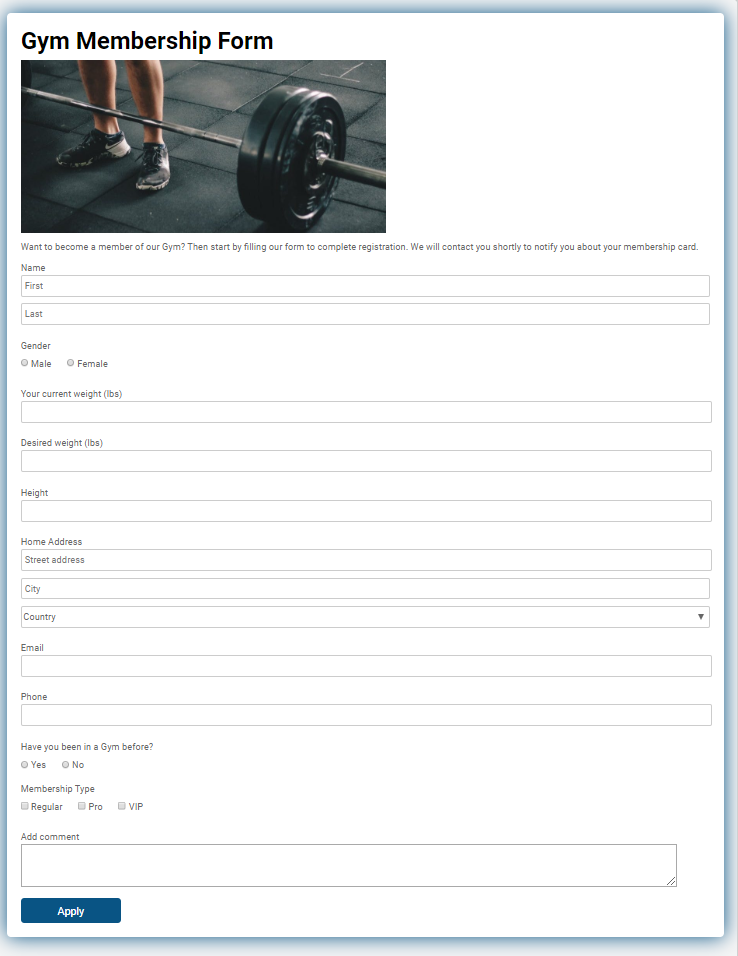 Gym Membership Form
Want to become a member of our Gym? Then start by filling our form to complete registration. We will contact you shortly to notify you about your membership card.
Name
First
Last
Gender
Male Female
Your current weight (lbs)
Desired weight (lbs)
Height
Home Address
Street address
City
Country
Email
Phone
Have you been in a Gym before?
Yes No
Membership Type
Regular Pro VIP
Add comment
Apply